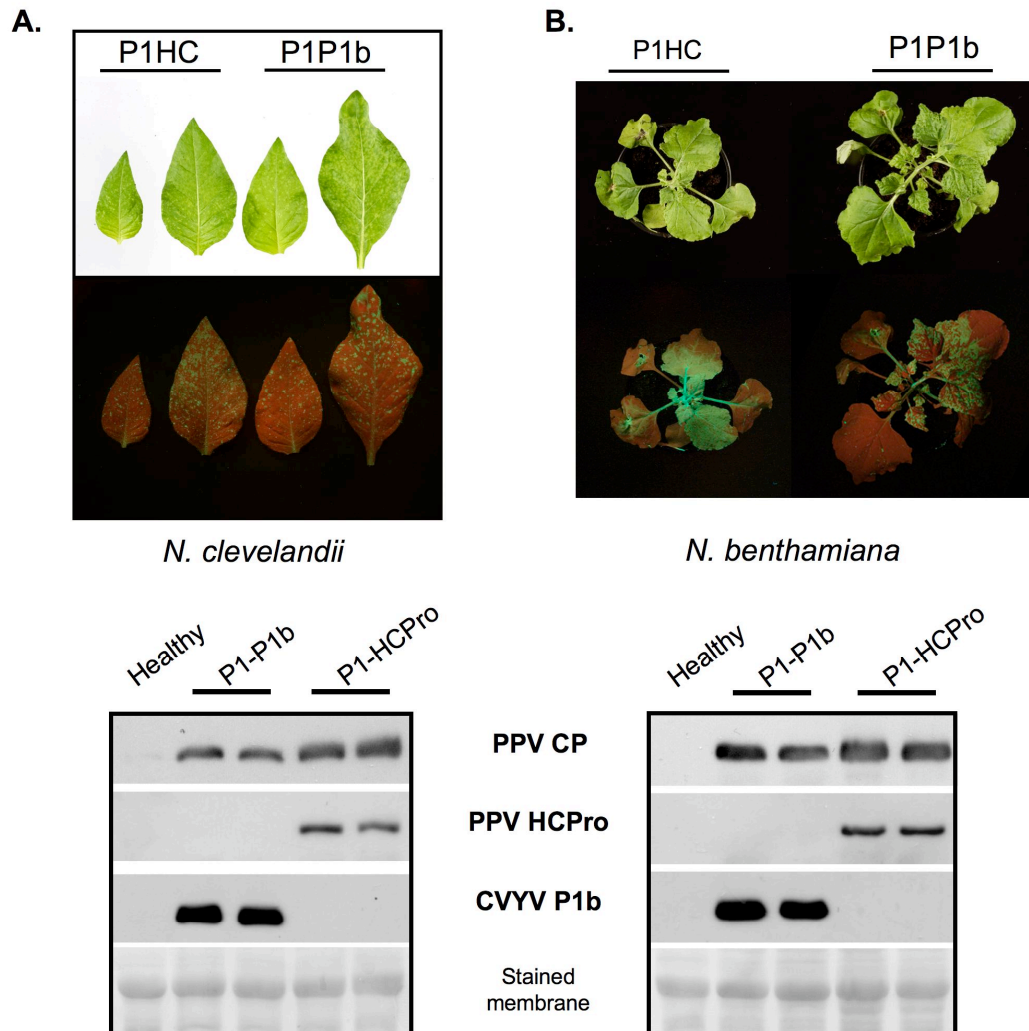 A.
P1HC P1P1b
B.
P1HC P1P1b
N. clevelandii
N. benthamiana
Healthy
P1-P1b
P1-HCPro
Healthy
P1-P1b
P1-HCPro
PPV CP
PPV HCPro
CVYV P1b
Stained
membrane